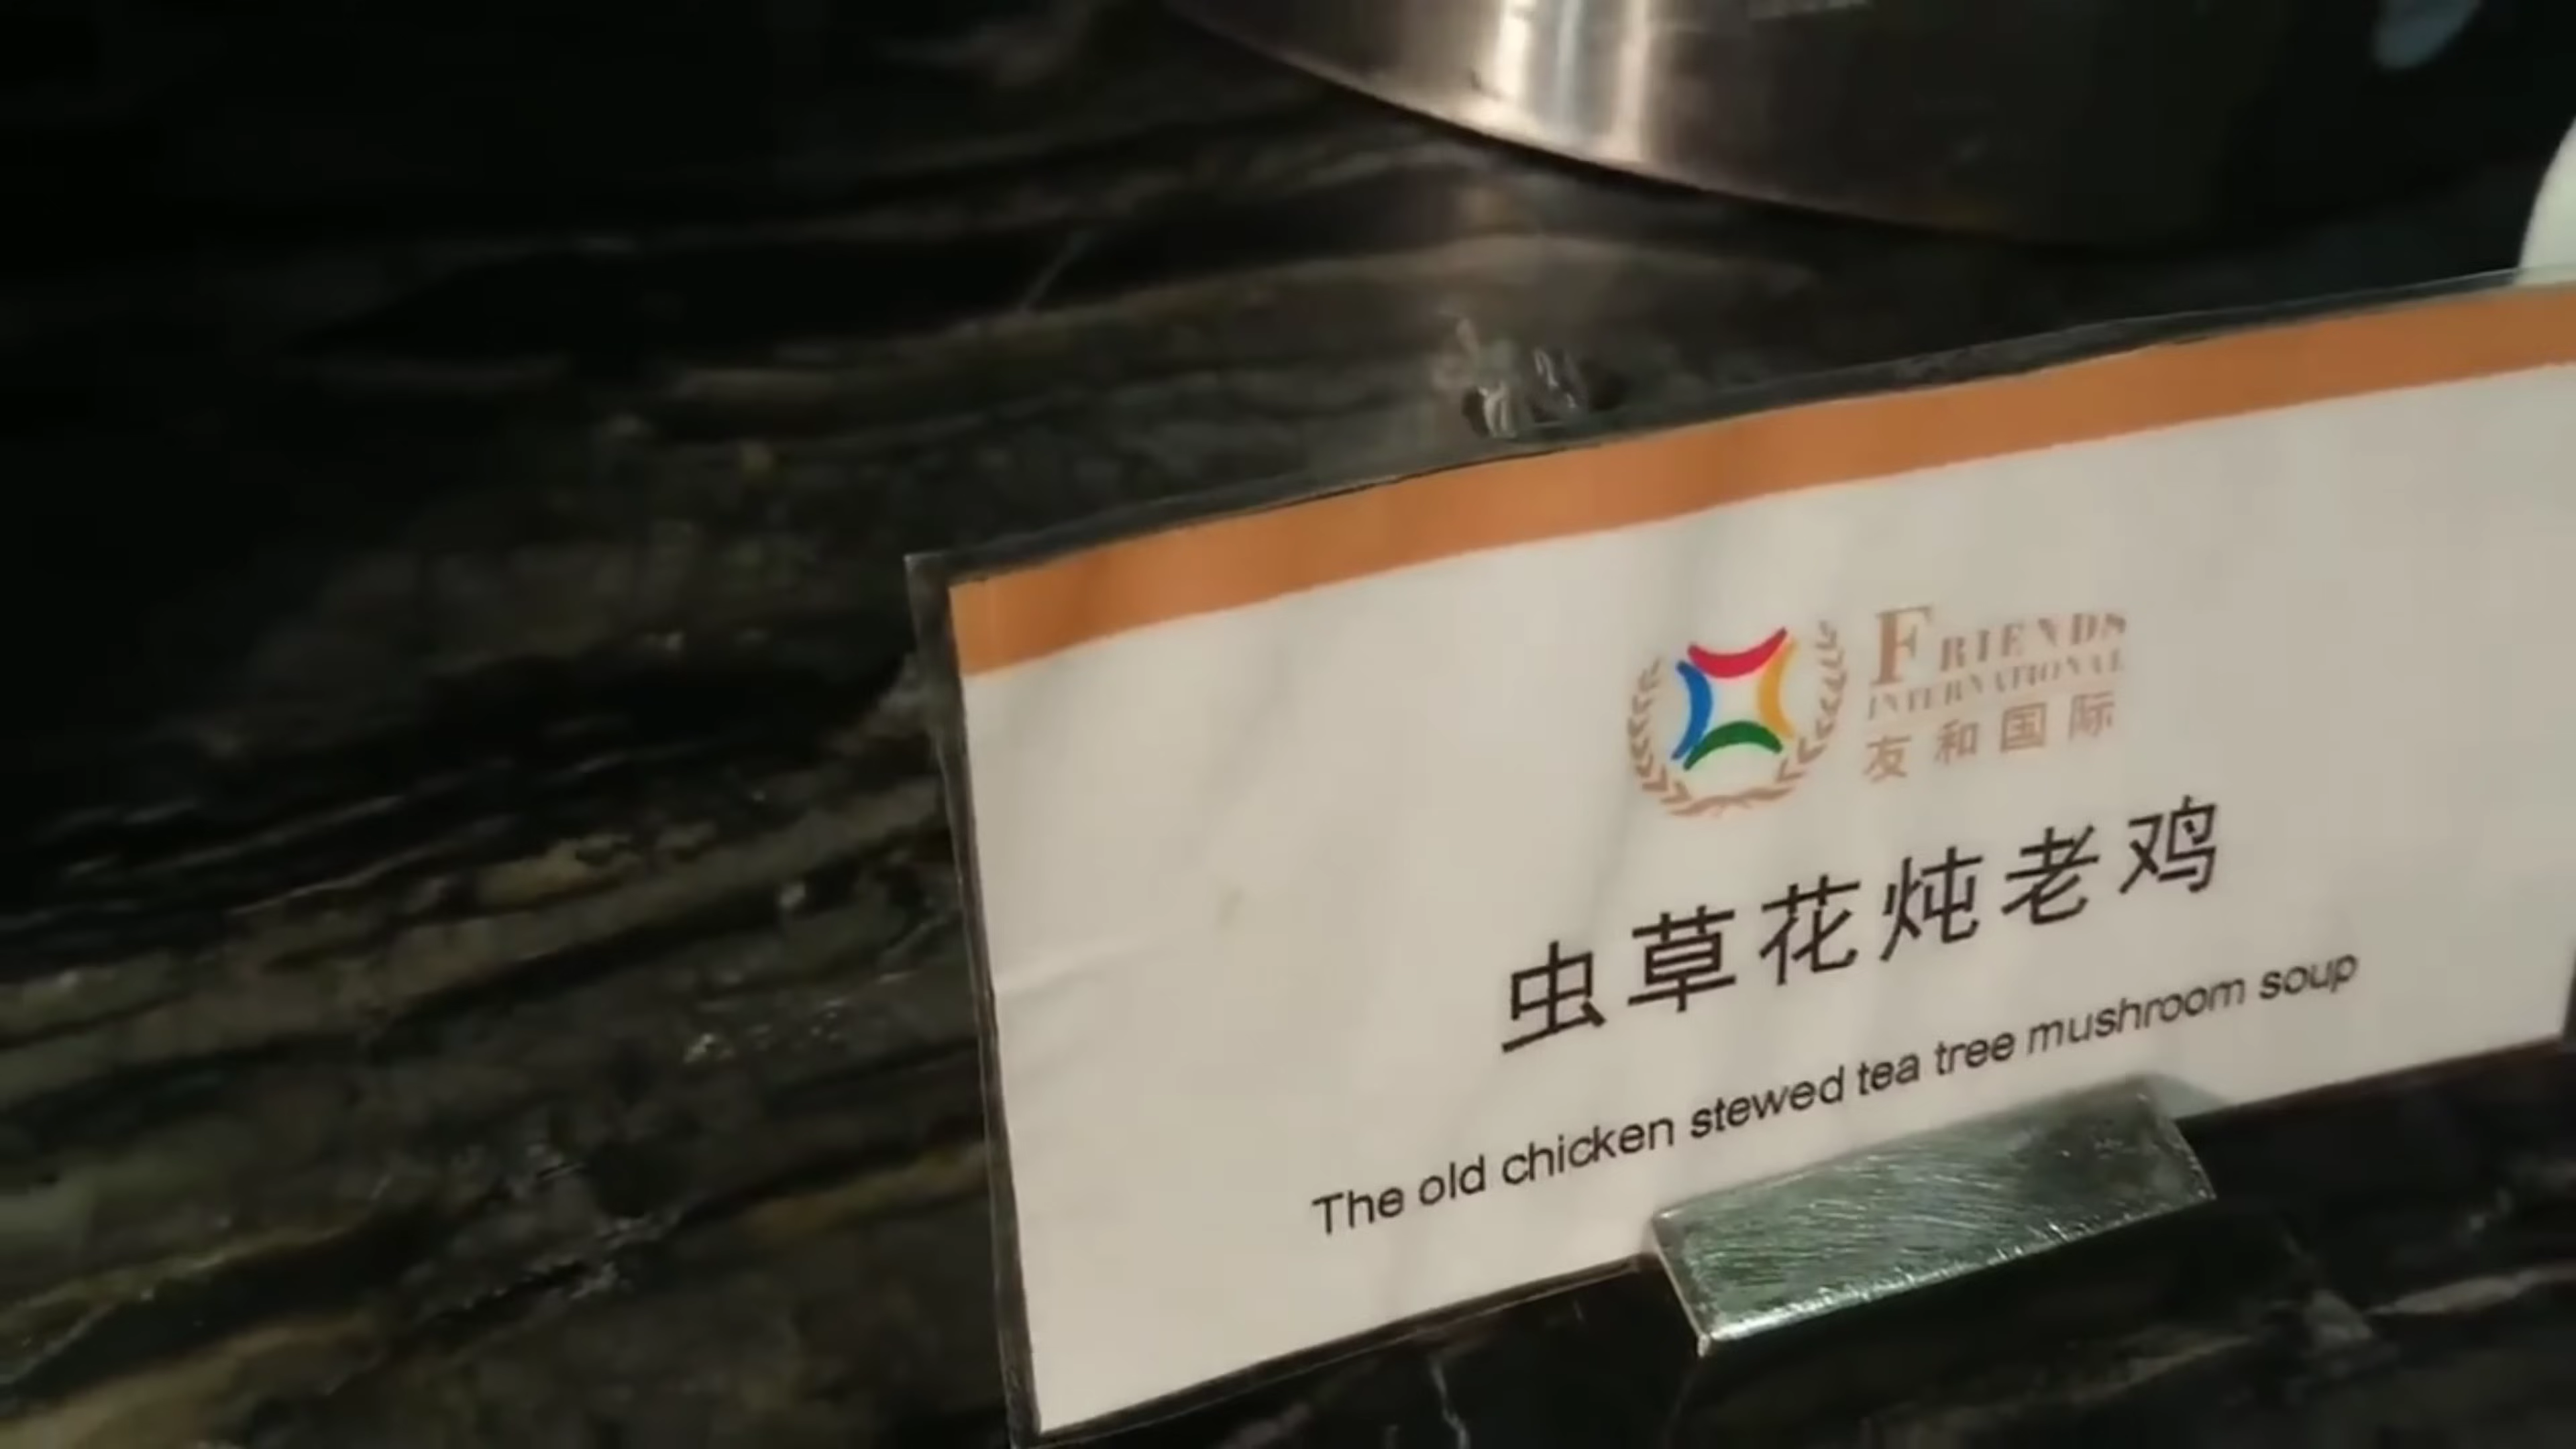 FRIENDS
INTERNATIONAL
友和国际
虫草花炖老鸡
The old chicken stewed tea tree mushroom soup